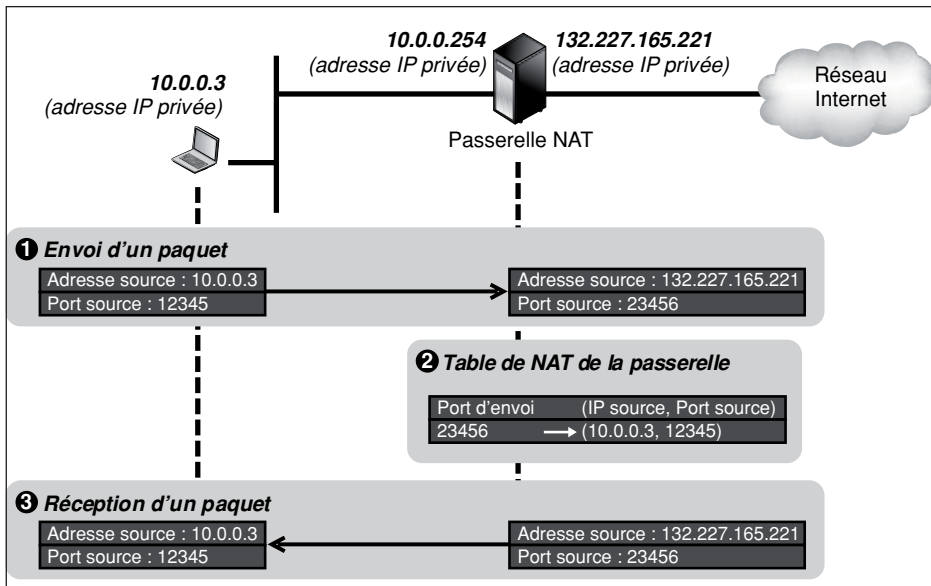 10.0.0.3
(adresse IP privée)
10.0.0.254
(adresse IP privée)
132.227.165.221
(adresse IP privée)
Réseau
Internet
Passerelle NAT
1 Envoi d’un paquet
Adresse source : 10.0.0.3
Port source : 12345
Adresse source : 132.227.165.221
Port source : 23456
2 Table de NAT de la passerelle
Port d’envoi (IP source, Port source)
23456 → (10.0.0.3, 12345)
3 Réception d’un paquet
Adresse source : 10.0.0.3
Port source : 12345
Adresse source : 132.227.165.221
Port source : 23456